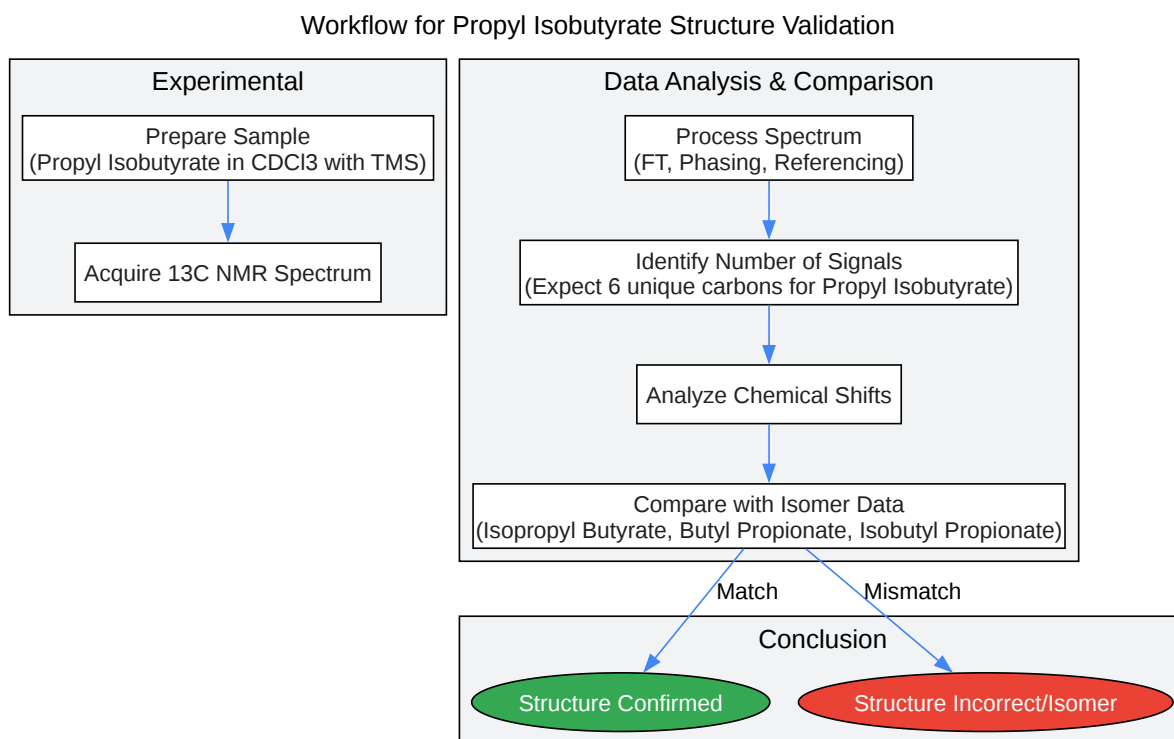 Workflow for Propyl Isobutyrate Structure Validation
Experimental
Prepare Sample
(Propyl Isobutyrate in CDCl3 with TMS)
Acquire 13C NMR Spectrum
Data Analysis & Comparison
Process Spectrum
(FT, Phasing, Referencing)
Identify Number of Signals
(Expect 6 unique carbons for Propyl Isobutyrate)
Analyze Chemical Shifts
Compare with Isomer Data
(Isopropyl Butyrate, Butyl Propionate, Isobutyl Propionate)
Match
Mismatch
Conclusion
Structure Confirmed
Structure Incorrect/Isomer